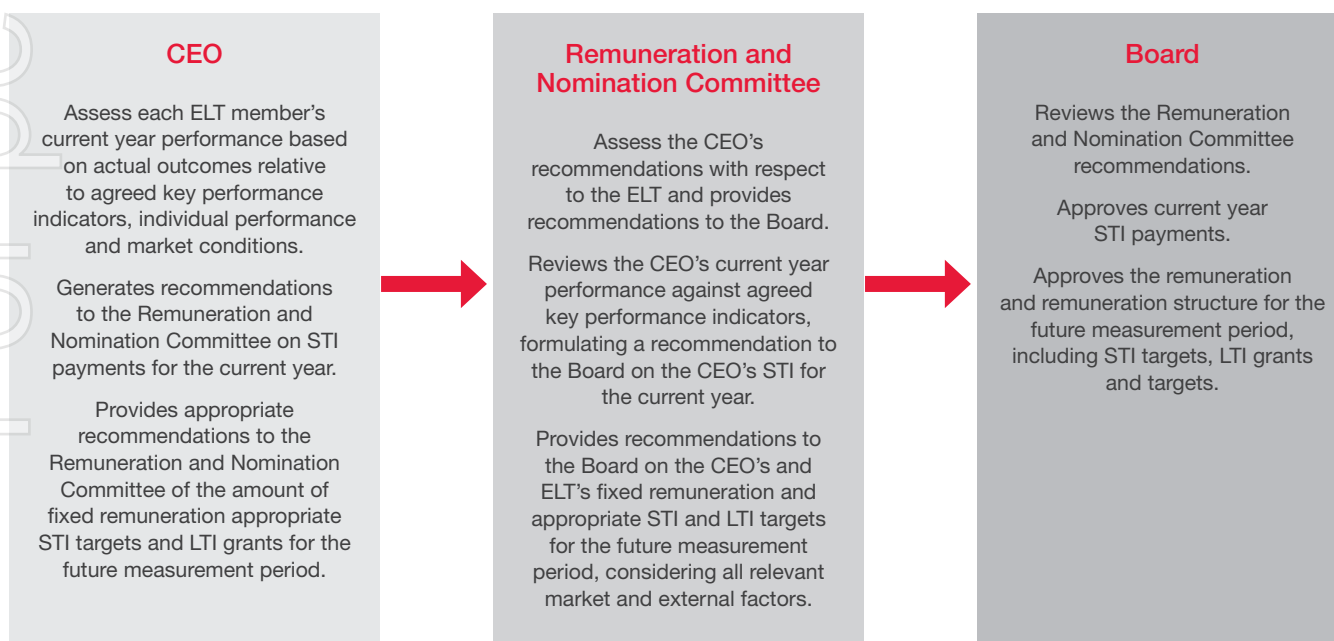 CEO
Assess each ELT member’s
current year performance based
on actual outcomes relative
to agreed key performance
indicators, individual performance
and market conditions.
Generates recommendations
to the Remuneration and
Nomination Committee on STI
payments for the current year.
Provides appropriate
recommendations to the
Remuneration and Nomination
Committee of the amount of
fixed remuneration appropriate
STI targets and LTI grants for the
future measurement period.
Remuneration and
Nomination Committee
Assess the CEO’s
recommendations with respect
to the ELT and provides
recommendations to the Board.
Reviews the CEO’s current year
performance against agreed
key performance indicators,
formulating a recommendation to
the Board on the CEO’s STI for
the current year.
Provides recommendations to
the Board on the CEO’s and
ELT’s fixed remuneration and
appropriate STI and LTI targets
for the future measurement
period, considering all relevant
market and external factors.
Board
Reviews the Remuneration
and Nomination Committee
recommendations.
Approves current year
STI payments.
Approves the remuneration
and remuneration structure for the
future measurement period,
including STI targets, LTI grants
and targets.